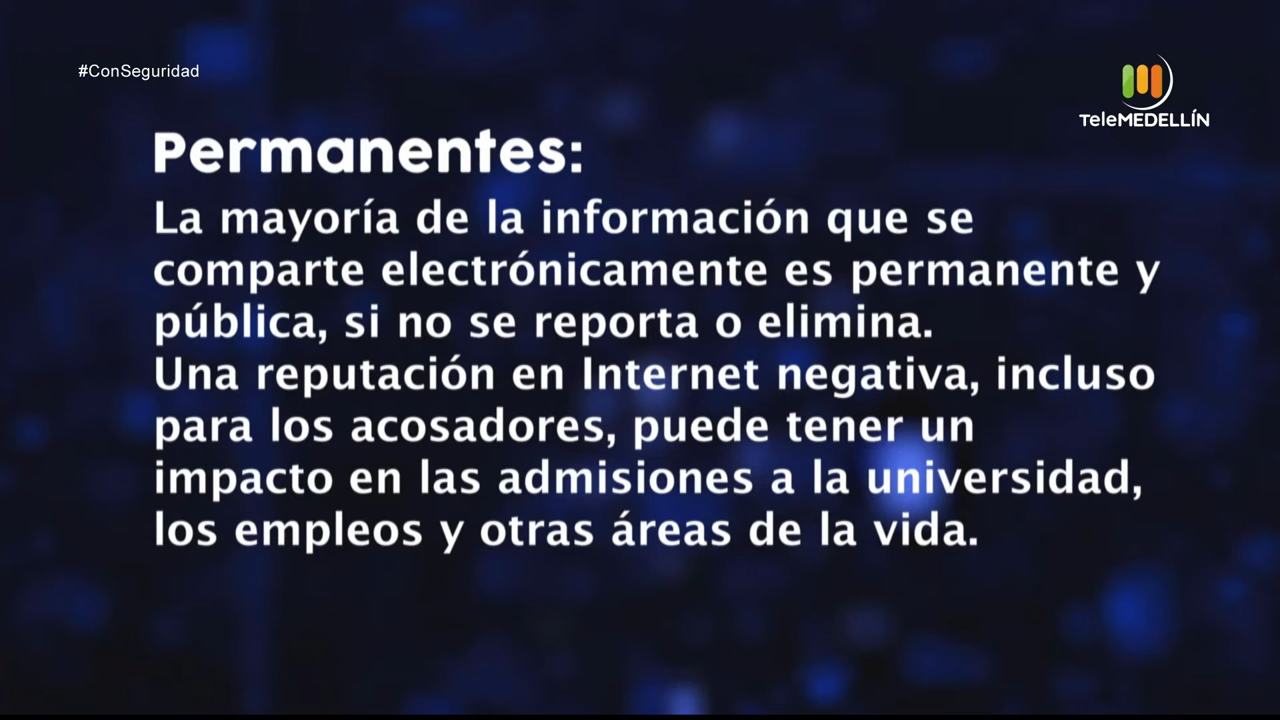 #ConSeguridad
TeleMEDELLÍN
Permanentes:
La mayoría de la información que se
comparte electrónicamente es permanente y
pública, si no se reporta o elimina.
Una reputación en Internet negativa, incluso
para los acosadores, puede tener un
impacto en las admisiones a la universidad,
los empleos y otras áreas de la vida.